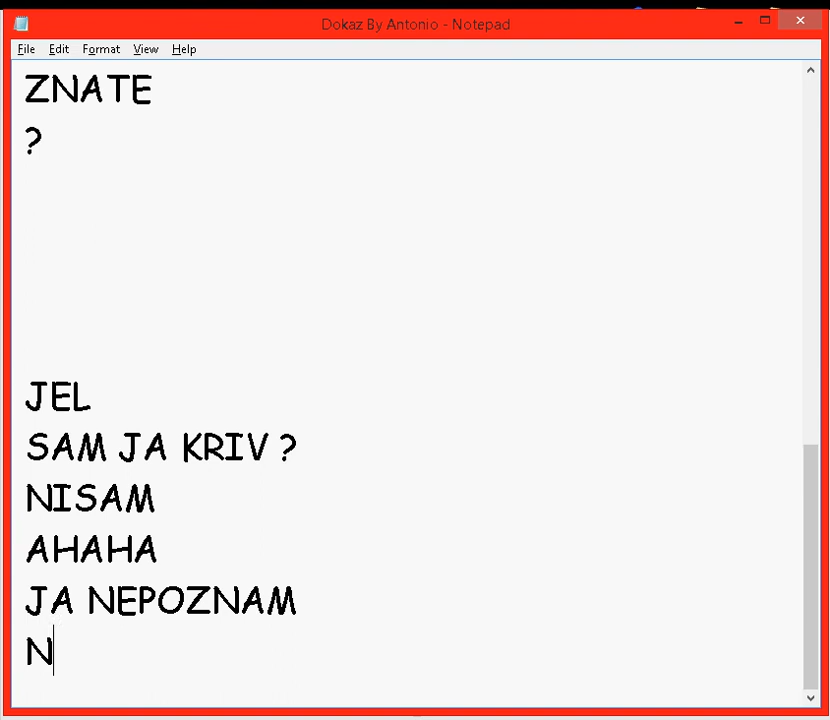 Dokaz By Antonio - Notepad
File Edit Format View Help
ZNATE
?
JEL
SAM JA KRIV ?
NISAM
AHAHA
JA NEPOZNAM
N